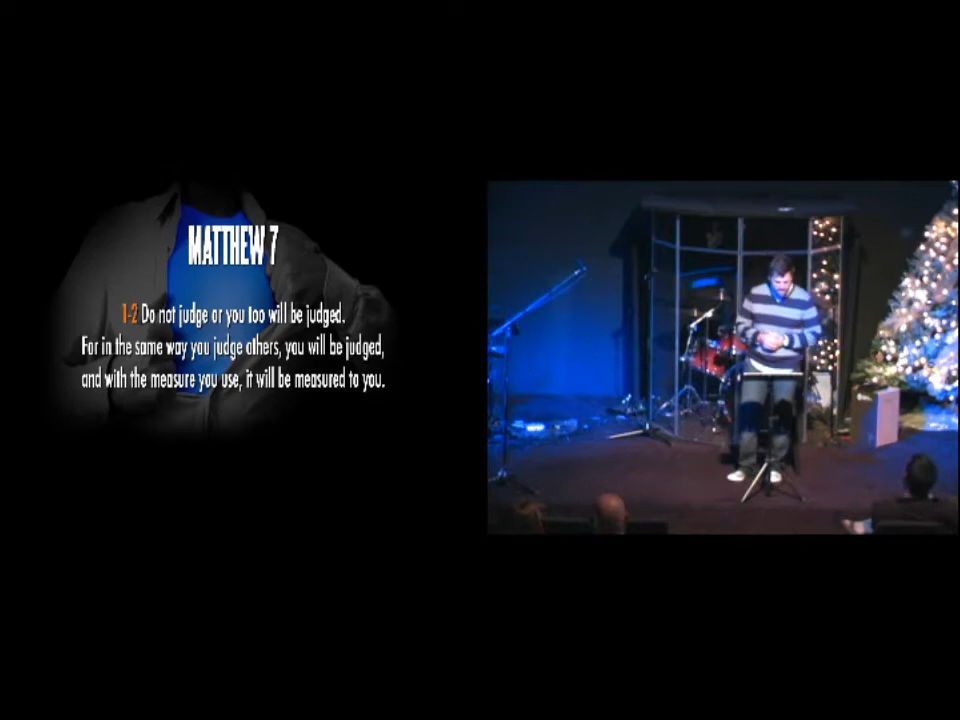 MATTHEW 7
1-2 Do not judge or you too will be judged.
For in the same way you judge others, you will be judged,
and with the measure you use, it will be measured to you.